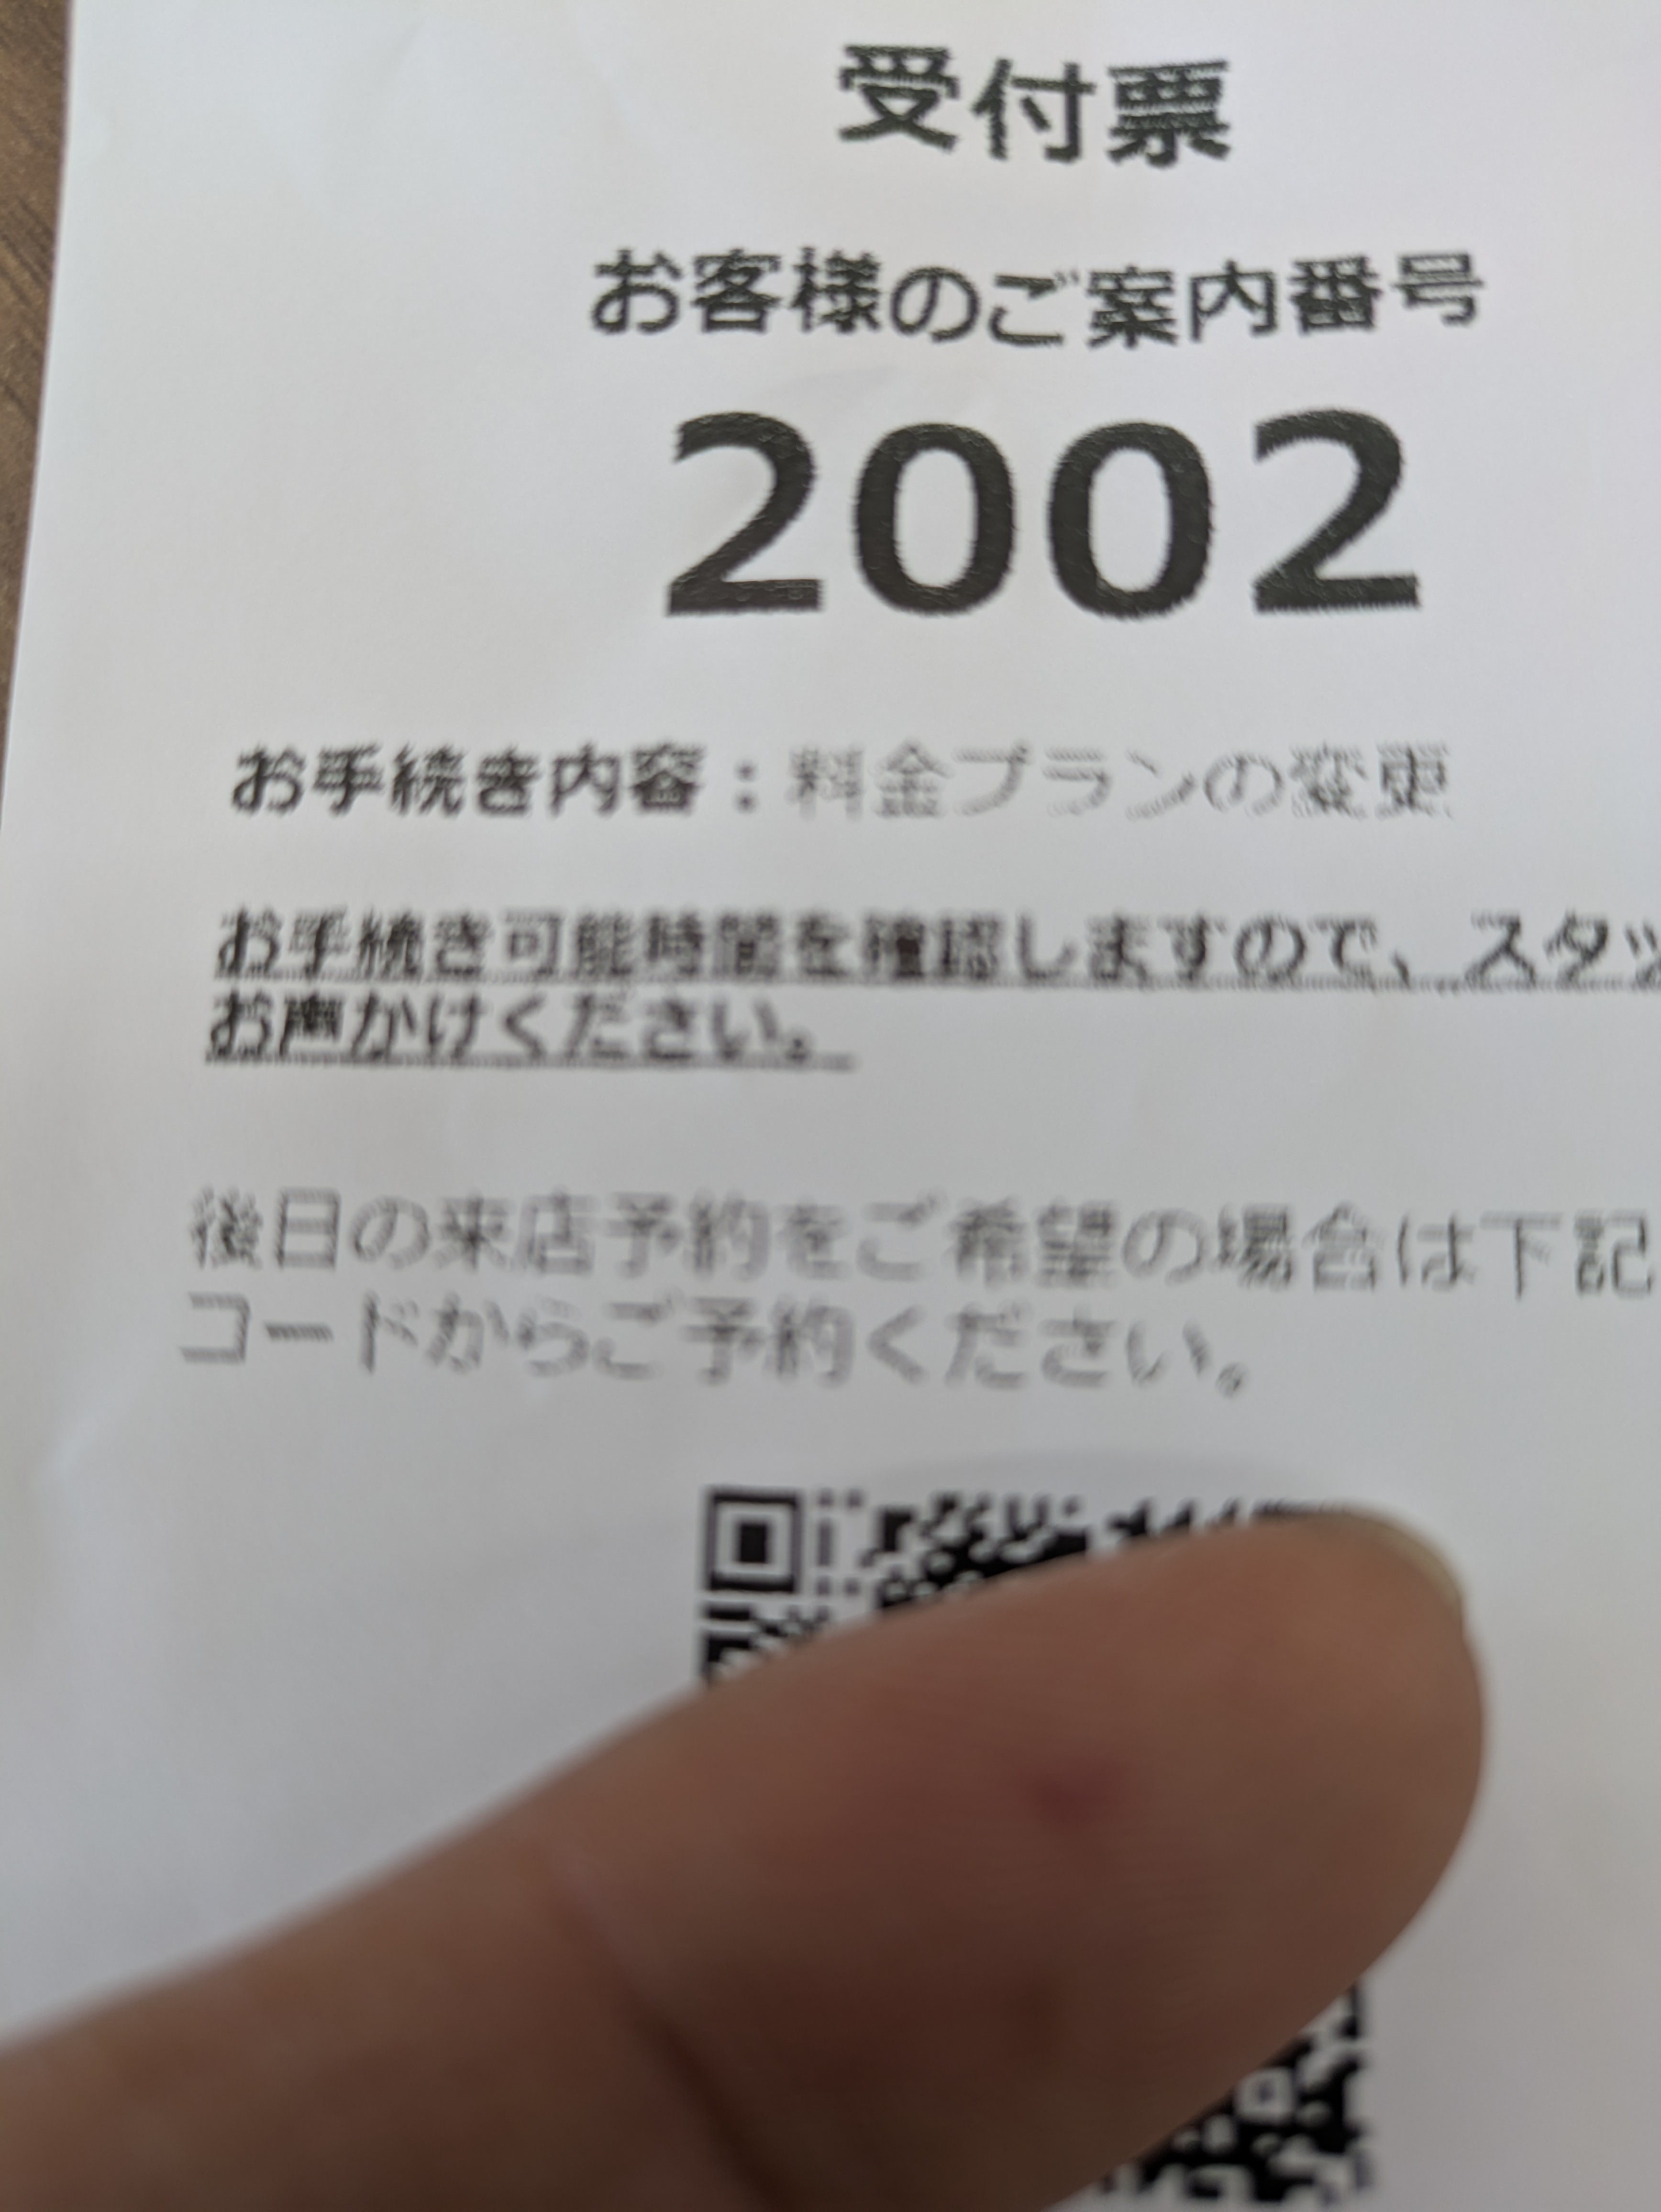 受付票
お客様のご案内番号
2002
お手続き内容：料金プランの変更
お手続き可能時間を確認しますので、スタッ
お声かけください。
後日の来店予約をご希望の場合は下記
コードからご予約ください。